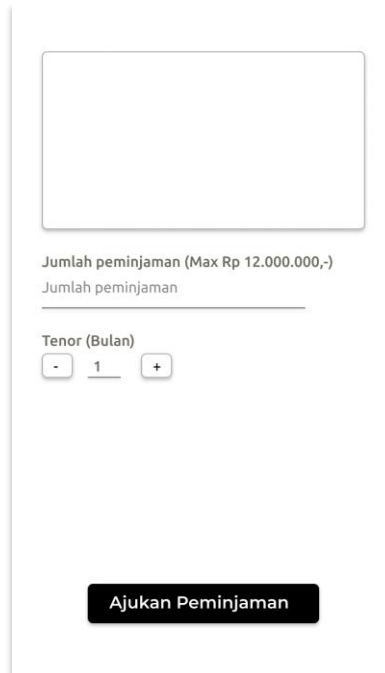 Jumlah peminjaman (Max Rp 12.000.000,-)
Jumlah peminjaman
Tenor (Bulan)
- 1 +
Ajukan Peminjaman